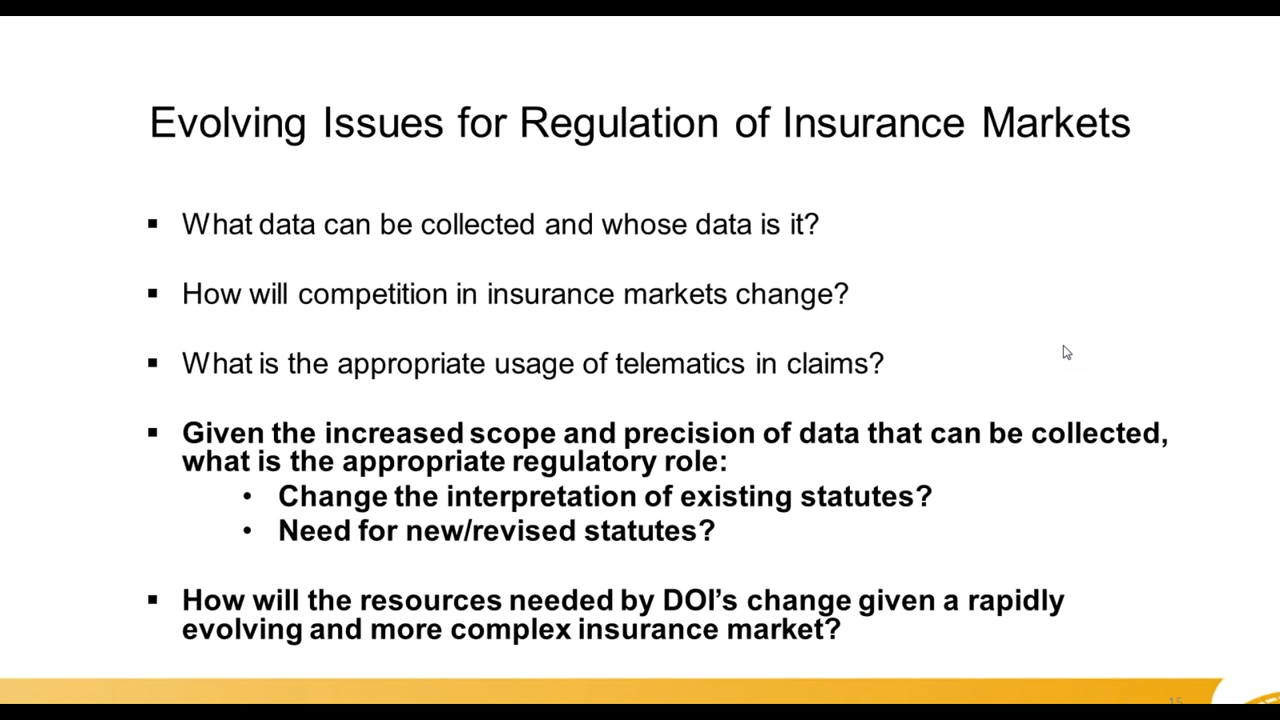 Evolving Issues for Regulation of Insurance Markets
▪ What data can be collected and whose data is it?
▪ How will competition in insurance markets change?
▪ What is the appropriate usage of telematics in claims?
▪ Given the increased scope and precision of data that can be collected,
what is the appropriate regulatory role:
• Change the interpretation of existing statutes?
• Need for new/revised statutes?
▪ How will the resources needed by DOI’s change given a rapidly
evolving and more complex insurance market?
15